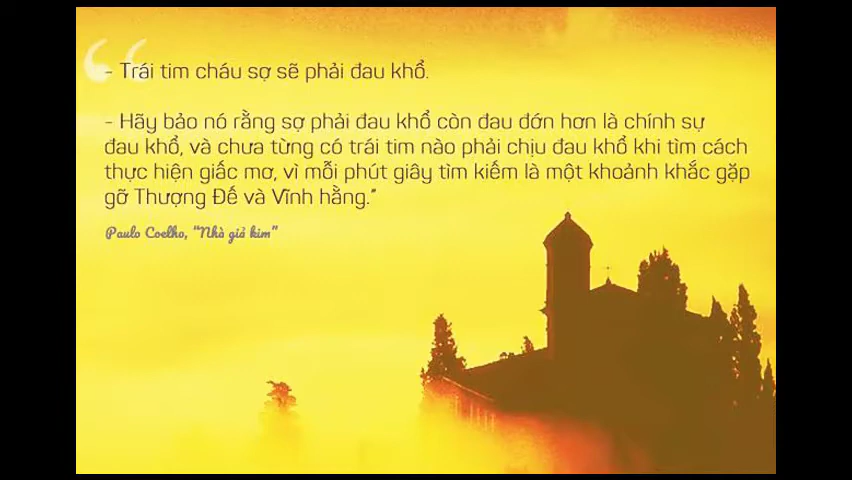 - Trái tim cháu sợ sẽ phải đau khổ.
- Hãy bảo nó rằng sợ phải đau khổ còn đau đớn hơn là chính sự
đau khổ, và chưa từng có trái tim nào phải chịu đau khổ khi tìm cách
thực hiện giấc mơ, vì mỗi phút giây tìm kiếm là một khoảnh khắc gặp
gỡ Thượng Đế và Vĩnh hằng.”
Paulo Coelho, "Nhà giả kim"